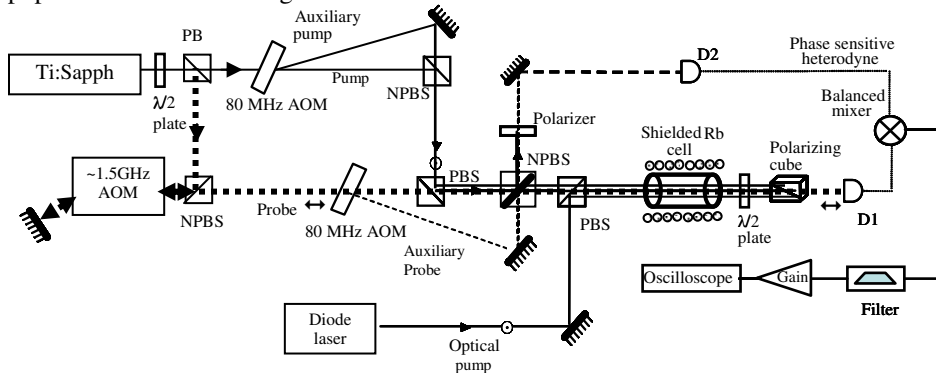 Auxiliary
pump
PB
Ti:Sapph
Pump
λ/2
plate
80 MHz AOM
NPBS
D2
Phase sensitive
heterodyne
Balanced
mixer
Polarizer
Shielded Rb
cell
Polarizing
cube
~1.5GHz
AOM
NPBS
PBS
NPBS
Probe
80 MHz AOM
PBS
λ/2
plate
D1
Auxiliary
Probe
Oscilloscope
Gain
Filter
Diode
laser
Optical
pump